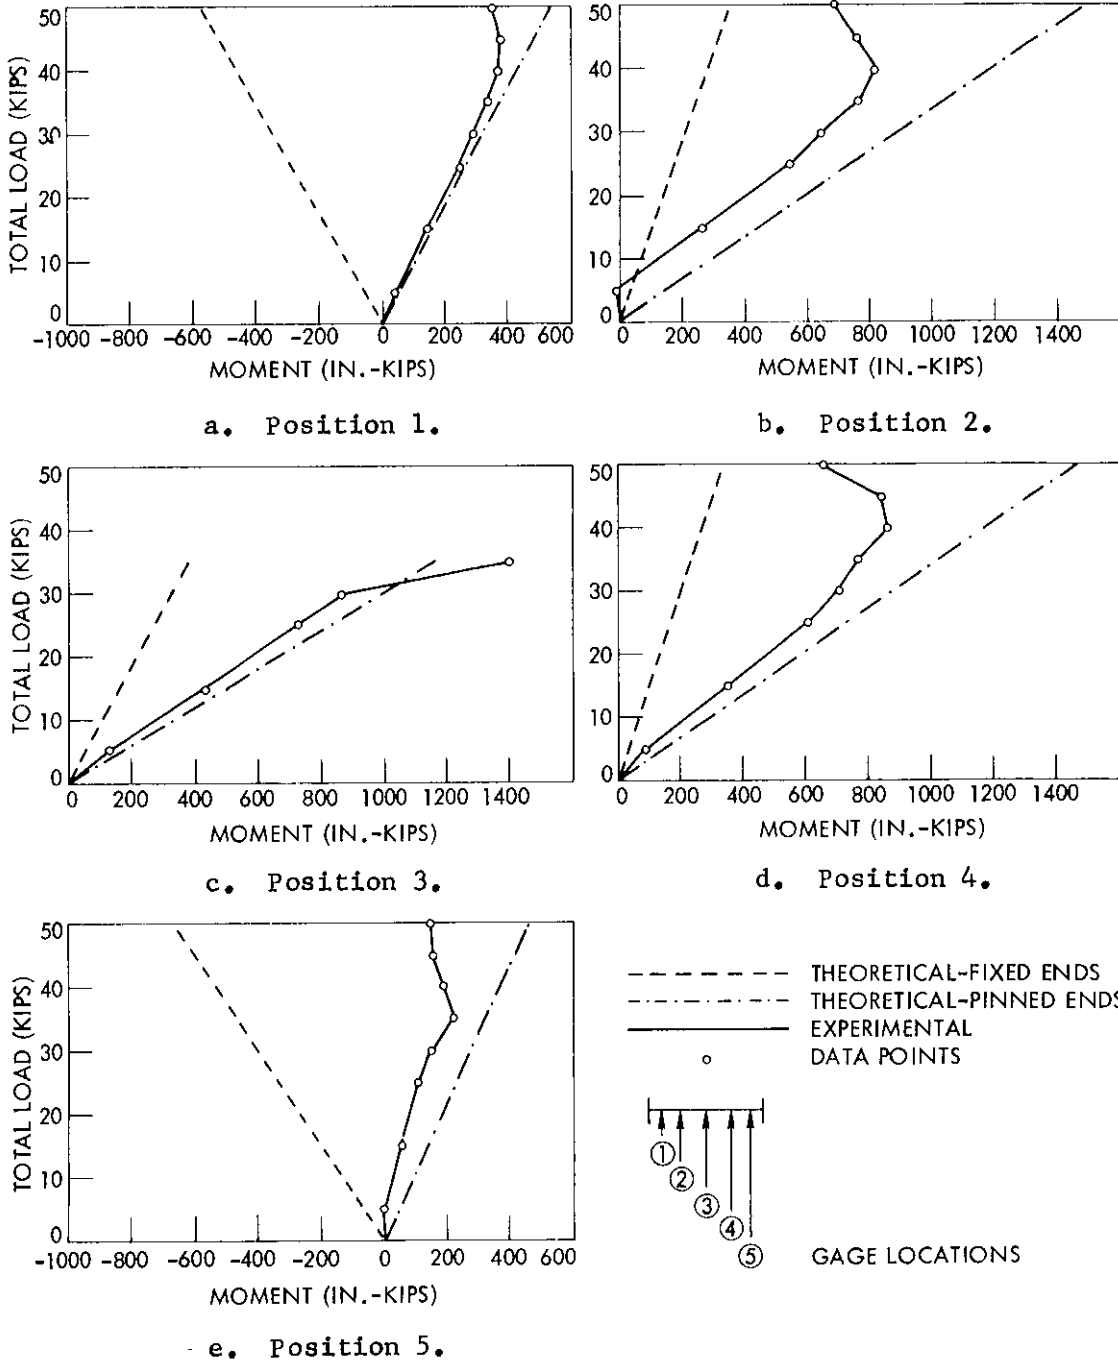 TOTAL LOAD (KIPS)
50
40
30
20
10
0
-1000 -800 -600 -400 -200 0 200 400 600
MOMENT (IN.-KIPS)
a. Position 1.
50
40
30
20
10
0
0 200 400 600 800 1000 1200 1400
MOMENT (IN.-KIPS)
b. Position 2.
TOTAL LOAD (KIPS)
50
40
30
20
10
0
0 200 400 600 800 1000 1200 1400
MOMENT (IN.-KIPS)
c. Position 3.
50
40
30
20
10
0
0 200 400 600 800 1000 1200 1400
MOMENT (IN.-KIPS)
d. Position 4.
TOTAL LOAD (KIPS)
50
40
30
20
10
0
-1000 -800 -600 -400 -200 0 200 400 600
MOMENT (IN.-KIPS)
e. Position 5.
THEORETICAL-FIXED ENDS
THEORETICAL-PINNED ENDS
EXPERIMENTAL
DATA POINTS
1
2
3
4
5
GAGE LOCATIONS